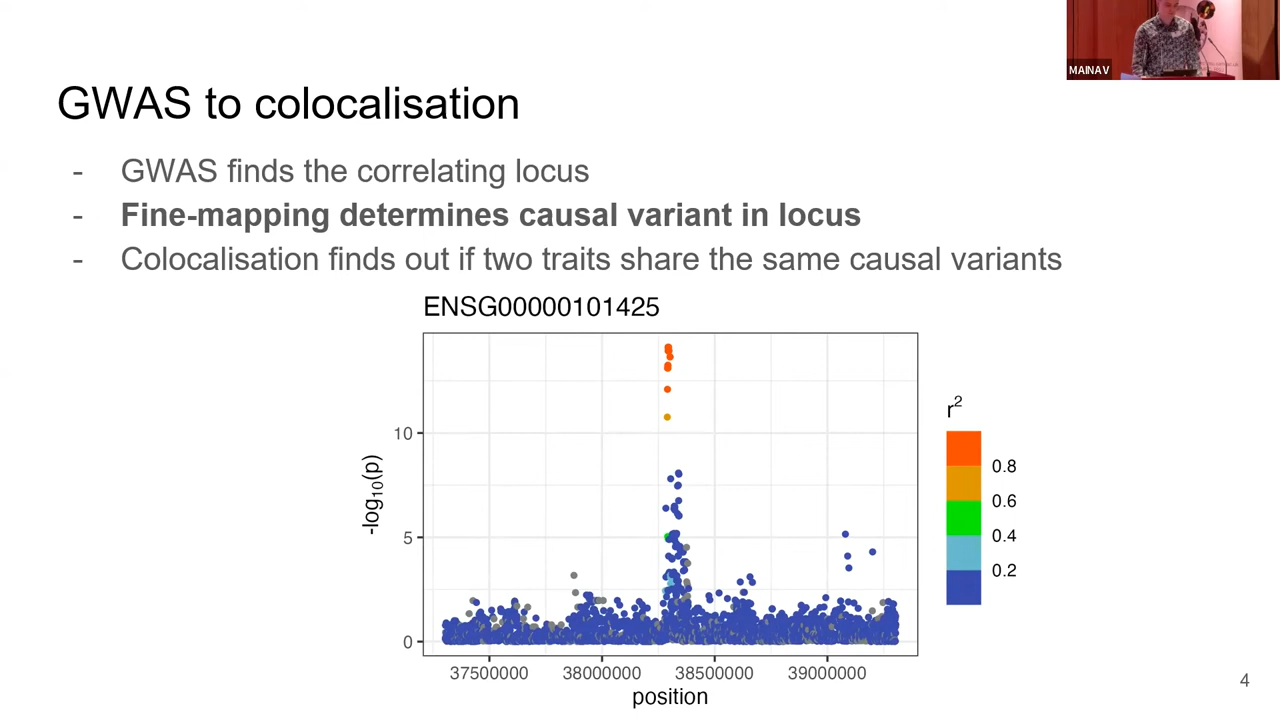 MAINAV
GWAS to colocalisation
- GWAS finds the correlating locus
- Fine-mapping determines causal variant in locus
- Colocalisation finds out if two traits share the same causal variants
ENSG00000101425
r²
0.8
0.6
0.4
0.2
-log₁₀(p)
10
5
0
37500000 38000000 38500000 39000000
position
4